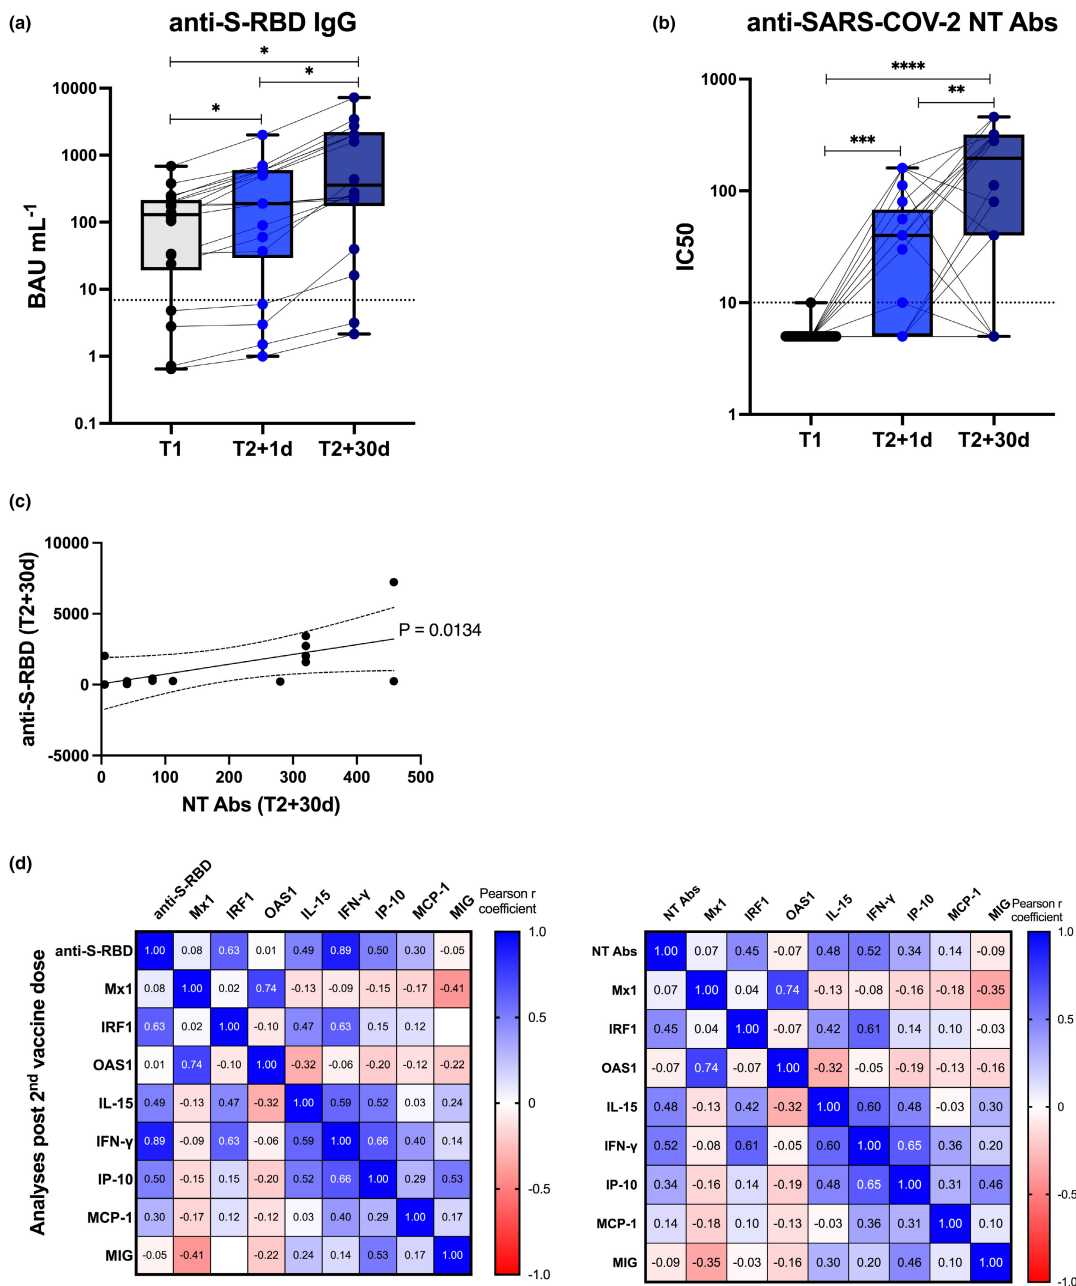 (a)
anti-S-RBD IgG
*
*
*
10000
1000
100
10
1
0.1
BAU mL-1
T1 T2+1d T2+30d
(b)
anti-SARS-COV-2 NT Abs
****
**
***
1000
100
10
1
IC50
T1 T2+1d T2+30d
(c)
10000
5000
0
-5000
anti-S-RBD (T2+30d)
P = 0.0134
0 100 200 300 400 500
NT Abs (T2+30d)
(d)
Analyses post 2nd vaccine dose
anti-S-RBD Mx1 IRF1 OAS1 IL-15 IFN-γ IP-10 MCP-1 MIG
Pearson r
coefficient
anti-S-RBD 1.00 0.08 0.63 0.01 0.49 0.89 0.50 0.30 -0.05
Mx1 0.08 1.00 0.02 0.74 -0.13 -0.09 -0.15 -0.17 -0.41
IRF1 0.63 0.02 1.00 -0.10 0.47 0.63 0.15 0.12
OAS1 0.01 0.74 -0.10 1.00 -0.32 -0.06 -0.20 -0.12 -0.22
IL-15 0.49 -0.13 0.47 -0.32 1.00 0.59 0.52 0.03 0.24
IFN-γ 0.89 -0.09 0.63 -0.06 0.59 1.00 0.66 0.40 0.14
IP-10 0.50 -0.15 0.15 -0.20 0.52 0.66 1.00 0.29 0.53
MCP-1 0.30 -0.17 0.12 -0.12 0.03 0.40 0.29 1.00 0.17
MIG -0.05 -0.41 -0.22 0.24 0.14 0.53 0.17 1.00
1.0
0.5
0
-0.5
-1.0
NT Abs Mx1 IRF1 OAS1 IL-15 IFN-γ IP-10 MCP-1 MIG
Pearson r
coefficient
NT Abs 1.00 0.07 0.45 -0.07 0.48 0.52 0.34 0.14 -0.09
Mx1 0.07 1.00 0.04 0.74 -0.13 -0.08 -0.16 -0.18 -0.35
IRF1 0.45 0.04 1.00 -0.07 0.42 0.61 0.14 0.10 -0.03
OAS1 -0.07 0.74 -0.07 1.00 -0.32 -0.05 -0.19 -0.13 -0.16
IL-15 0.48 -0.13 0.42 -0.32 1.00 0.60 0.48 -0.03 0.30
IFN-γ 0.52 -0.08 0.61 -0.05 0.60 1.00 0.65 0.36 0.20
IP-10 0.34 -0.16 0.14 -0.19 0.48 0.65 1.00 0.31 0.46
MCP-1 0.14 -0.18 0.10 -0.13 -0.03 0.36 0.31 1.00 0.10
MIG -0.09 -0.35 -0.03 -0.16 0.30 0.20 0.46 0.10 1.00
1.0
0.5
0
-0.5
-1.0